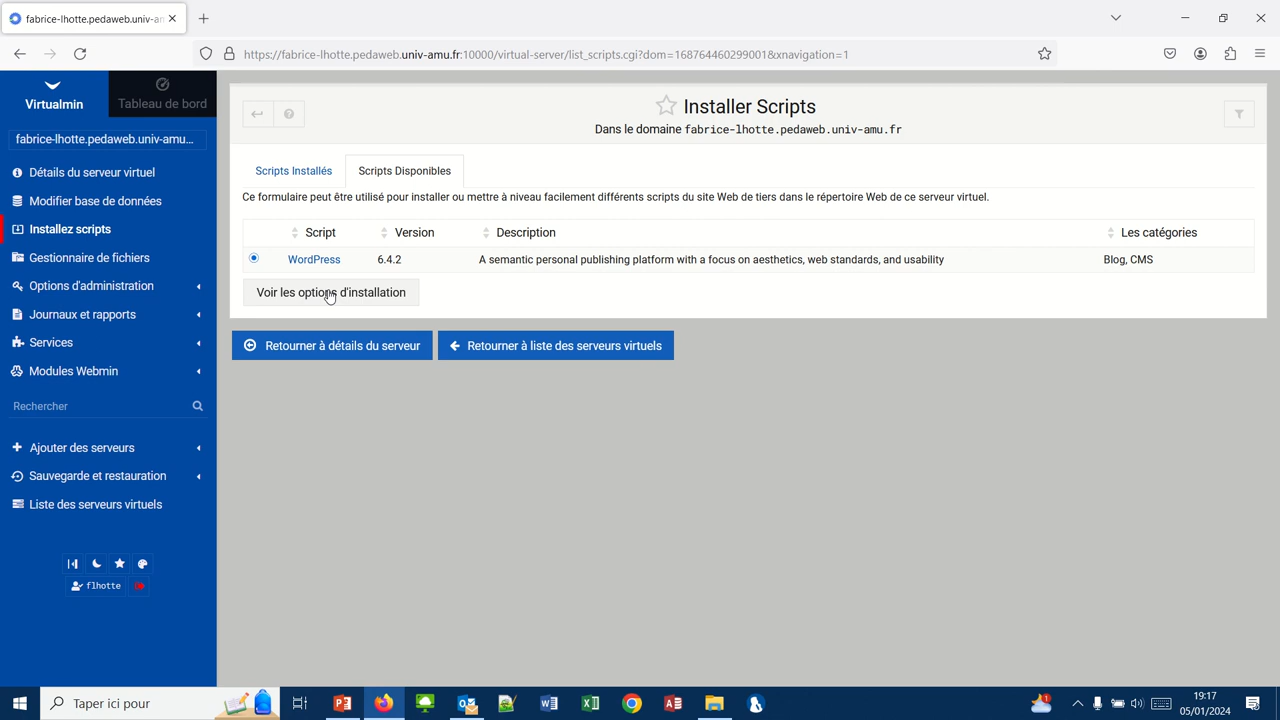 fabrice-lhotte.pedaweb.univ-am
https://fabrice-lhotte.pedaweb.univ-amu.fr:10000/virtual-server/list_scripts.cgi?dom=168764460299001&xnavigation=1
Virtualmin
Tableau de bord
fabrice-lhotte.pedaweb.univ-amu...
Détails du serveur virtuel
Modifier base de données
Installez scripts
Gestionnaire de fichiers
Options d'administration
Journaux et rapports
Services
Modules Webmin
Rechercher
Ajouter des serveurs
Sauvegarde et restauration
Liste des serveurs virtuels
flhotte
Installer Scripts
Dans le domaine fabrice-lhotte.pedaweb.univ-amu.fr
Scripts Installés
Scripts Disponibles
Ce formulaire peut être utilisé pour installer ou mettre à niveau facilement différents scripts du site Web de tiers dans le répertoire Web de ce serveur virtuel.
Script Version Description Les catégories
WordPress 6.4.2 A semantic personal publishing platform with a focus on aesthetics, web standards, and usability Blog, CMS
Voir les options d'installation
Retourner à détails du serveur
Retourner à liste des serveurs virtuels
Taper ici pour
19:17
05/01/2024